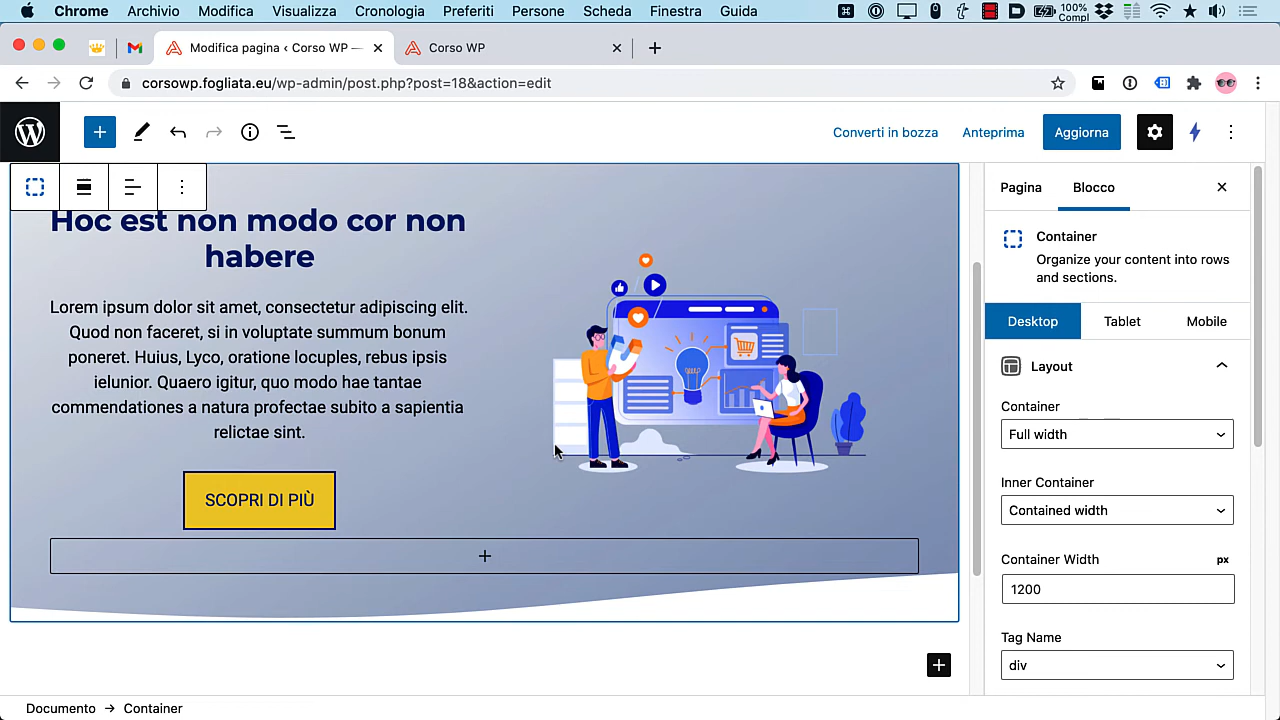 Chrome Archivio Modifica Visualizza Cronologia Preferiti Persone Scheda Finestra Guida 100% Compl
Modifica pagina ‹ Corso WP — Corso WP
corsowp.fogliata.eu/wp-admin/post.php?post=18&action=edit
Converti in bozza Anteprima Aggiorna
Pagina Blocco
Hoc est non modo cor non
habere
Lorem ipsum dolor sit amet, consectetur adipiscing elit.
Quod non faceret, si in voluptate summum bonum
poneret. Huius, Lyco, oratione locuples, rebus ipsis
ielunior. Quaero igitur, quo modo hae tantae
commendationes a natura profectae subito a sapientia
relictae sint.
SCOPRI DI PIÙ
Container
Organize your content into rows
and sections.
Desktop Tablet Mobile
Layout
Container
Full width
Inner Container
Contained width
Container Width px
1200
Tag Name
div
Documento → Container